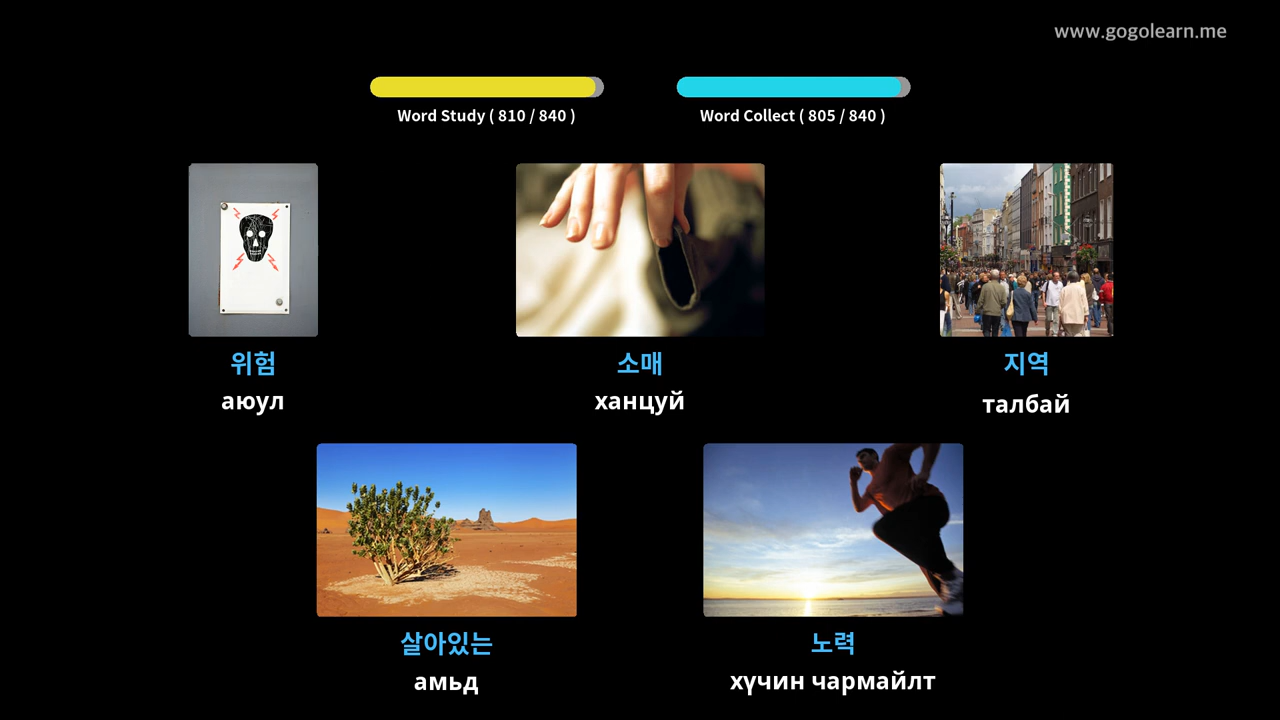 www.gogolearn.me
Word Study ( 810 / 840 )
Word Collect ( 805 / 840 )
위험
аюул
소매
ханцуй
지역
талбай
살아있는
амьд
노력
хүчин чармайлт